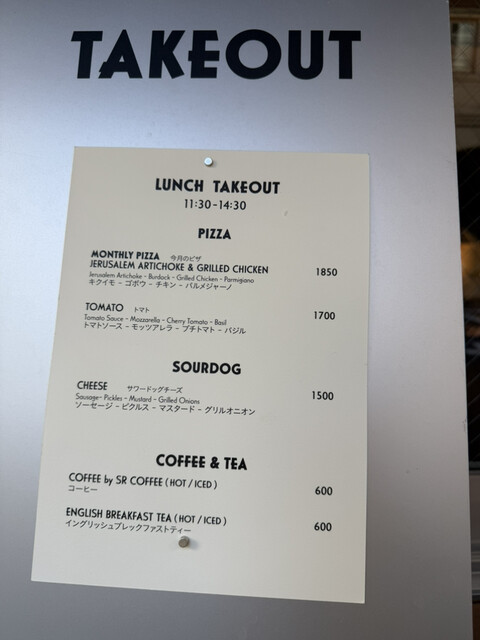 TAKEOUT
LUNCH TAKEOUT
11:30-14:30
PIZZA
MONTHLY PIZZA 今月のピザ
JERUSALEM ARTICHOKE & GRILLED CHICKEN 1850
Jerusalem Artichoke - Burdock - Grilled Chicken - Parmigiano
キクイモ - ゴボウ - チキン - パルメジャーノ
TOMATO トマト 1700
Tomato Sauce - Mozzarella - Cherry Tomato - Basil
トマトソース - モッツアレラ - プチトマト - バジル
SOURDOG
CHEESE サワードッグチーズ 1500
Sausage- Pickles - Mustard - Grilled Onions
ソーセージ - ピクルス - マスタード - グリルオニオン
COFFEE & TEA
COFFEE by SR COFFEE ( HOT / ICED ) 600
コーヒー
ENGLISH BREAKFAST TEA ( HOT / ICED ) 600
イングリッシュブレックファストティー